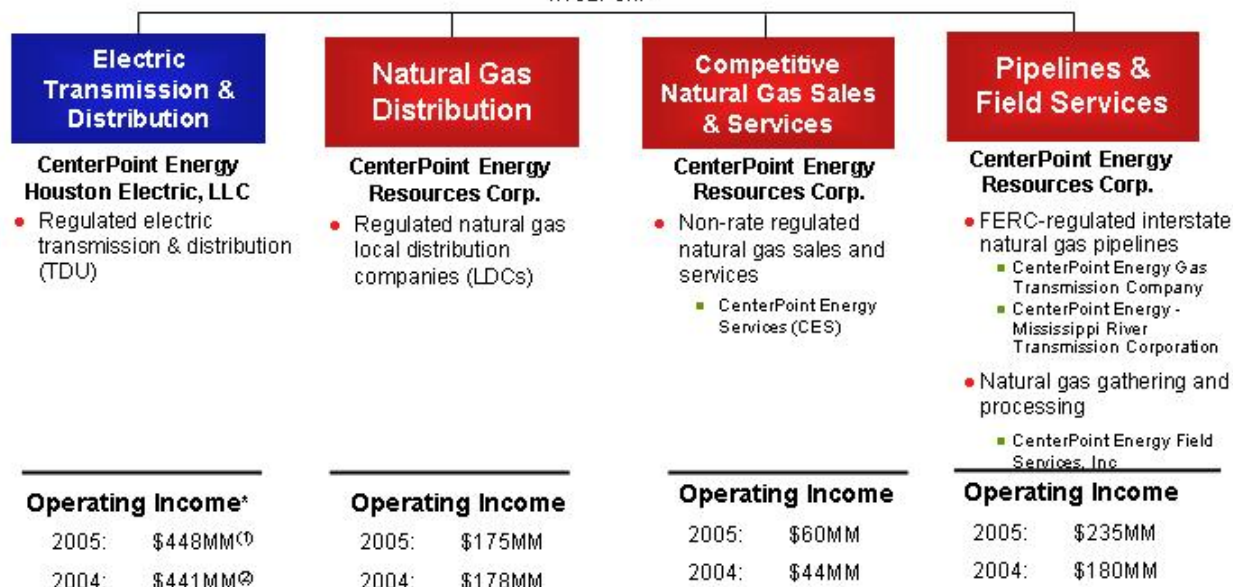 Electric
Transmission &
Distribution
CenterPoint Energy
Houston Electric, LLC
• Regulated electric
transmission & distribution
(TDU)
Operating Income*
2005: $448MM(1)
2004: $441MM(2)
Natural Gas
Distribution
CenterPoint Energy
Resources Corp.
• Regulated natural gas
local distribution
companies (LDCs)
Operating Income
2005: $175MM
2004: $178MM
Competitive
Natural Gas Sales
& Services
CenterPoint Energy
Resources Corp.
• Non-rate regulated
natural gas sales and
services
▪ CenterPoint Energy
Services (CES)
Operating Income
2005: $60MM
2004: $44MM
Pipelines &
Field Services
CenterPoint Energy
Resources Corp.
• FERC-regulated interstate
natural gas pipelines
▪ CenterPoint Energy Gas
Transmission Company
▪ CenterPoint Energy -
Mississippi River
Transmission Corporation
• Natural gas gathering and
processing
▪ CenterPoint Energy Field
Services, Inc
Operating Income
2005: $235MM
2004: $180MM